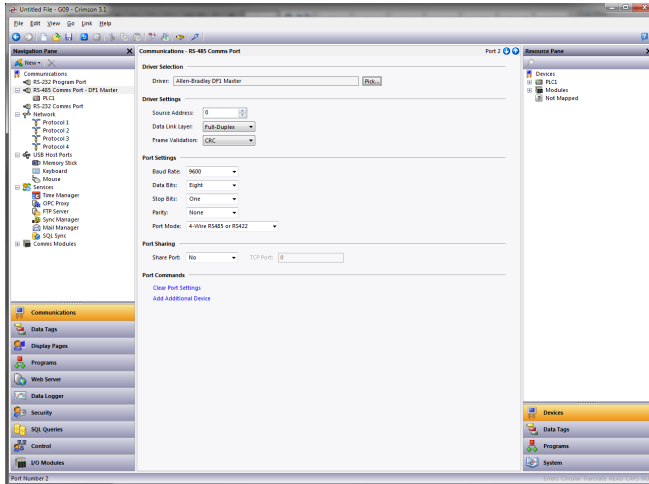 Untitled File - G09 - Crimson 3.1
File Edit View Go Link Help
Navigation Pane
New
Communications
RS-232 Program Port
RS-485 Comms Port - DF1 Master
PLC1
RS-232 Comms Port
Network
Protocol 1
Protocol 2
Protocol 3
Protocol 4
USB Host Ports
Memory Stick
Keyboard
Mouse
Services
Time Manager
OPC Proxy
FTP Server
Sync Manager
Mail Manager
SQL Sync
Comms Modules
Communications
Data Tags
Display Pages
Programs
Web Server
Data Logger
Security
SQL Queries
Control
I/O Modules
Communications - RS-485 Comms Port
Port 2
Driver Selection
Driver: Allen-Bradley DF1 Master Pick...
Driver Settings
Source Address: 0
Data Link Layer: Full-Duplex
Frame Validation: CRC
Port Settings
Baud Rate: 9600
Data Bits: Eight
Stop Bits: One
Parity: None
Port Mode: 4-Wire RS485 or RS422
Port Sharing
Share Port: No TCP Port: 0
Port Commands
Clear Port Settings
Add Additional Device
Resource Pane
Devices
PLC1
Modules
Not Mapped
Devices
Data Tags
Programs
System
Port Number 2
Errors Circular Translate READ CAPS